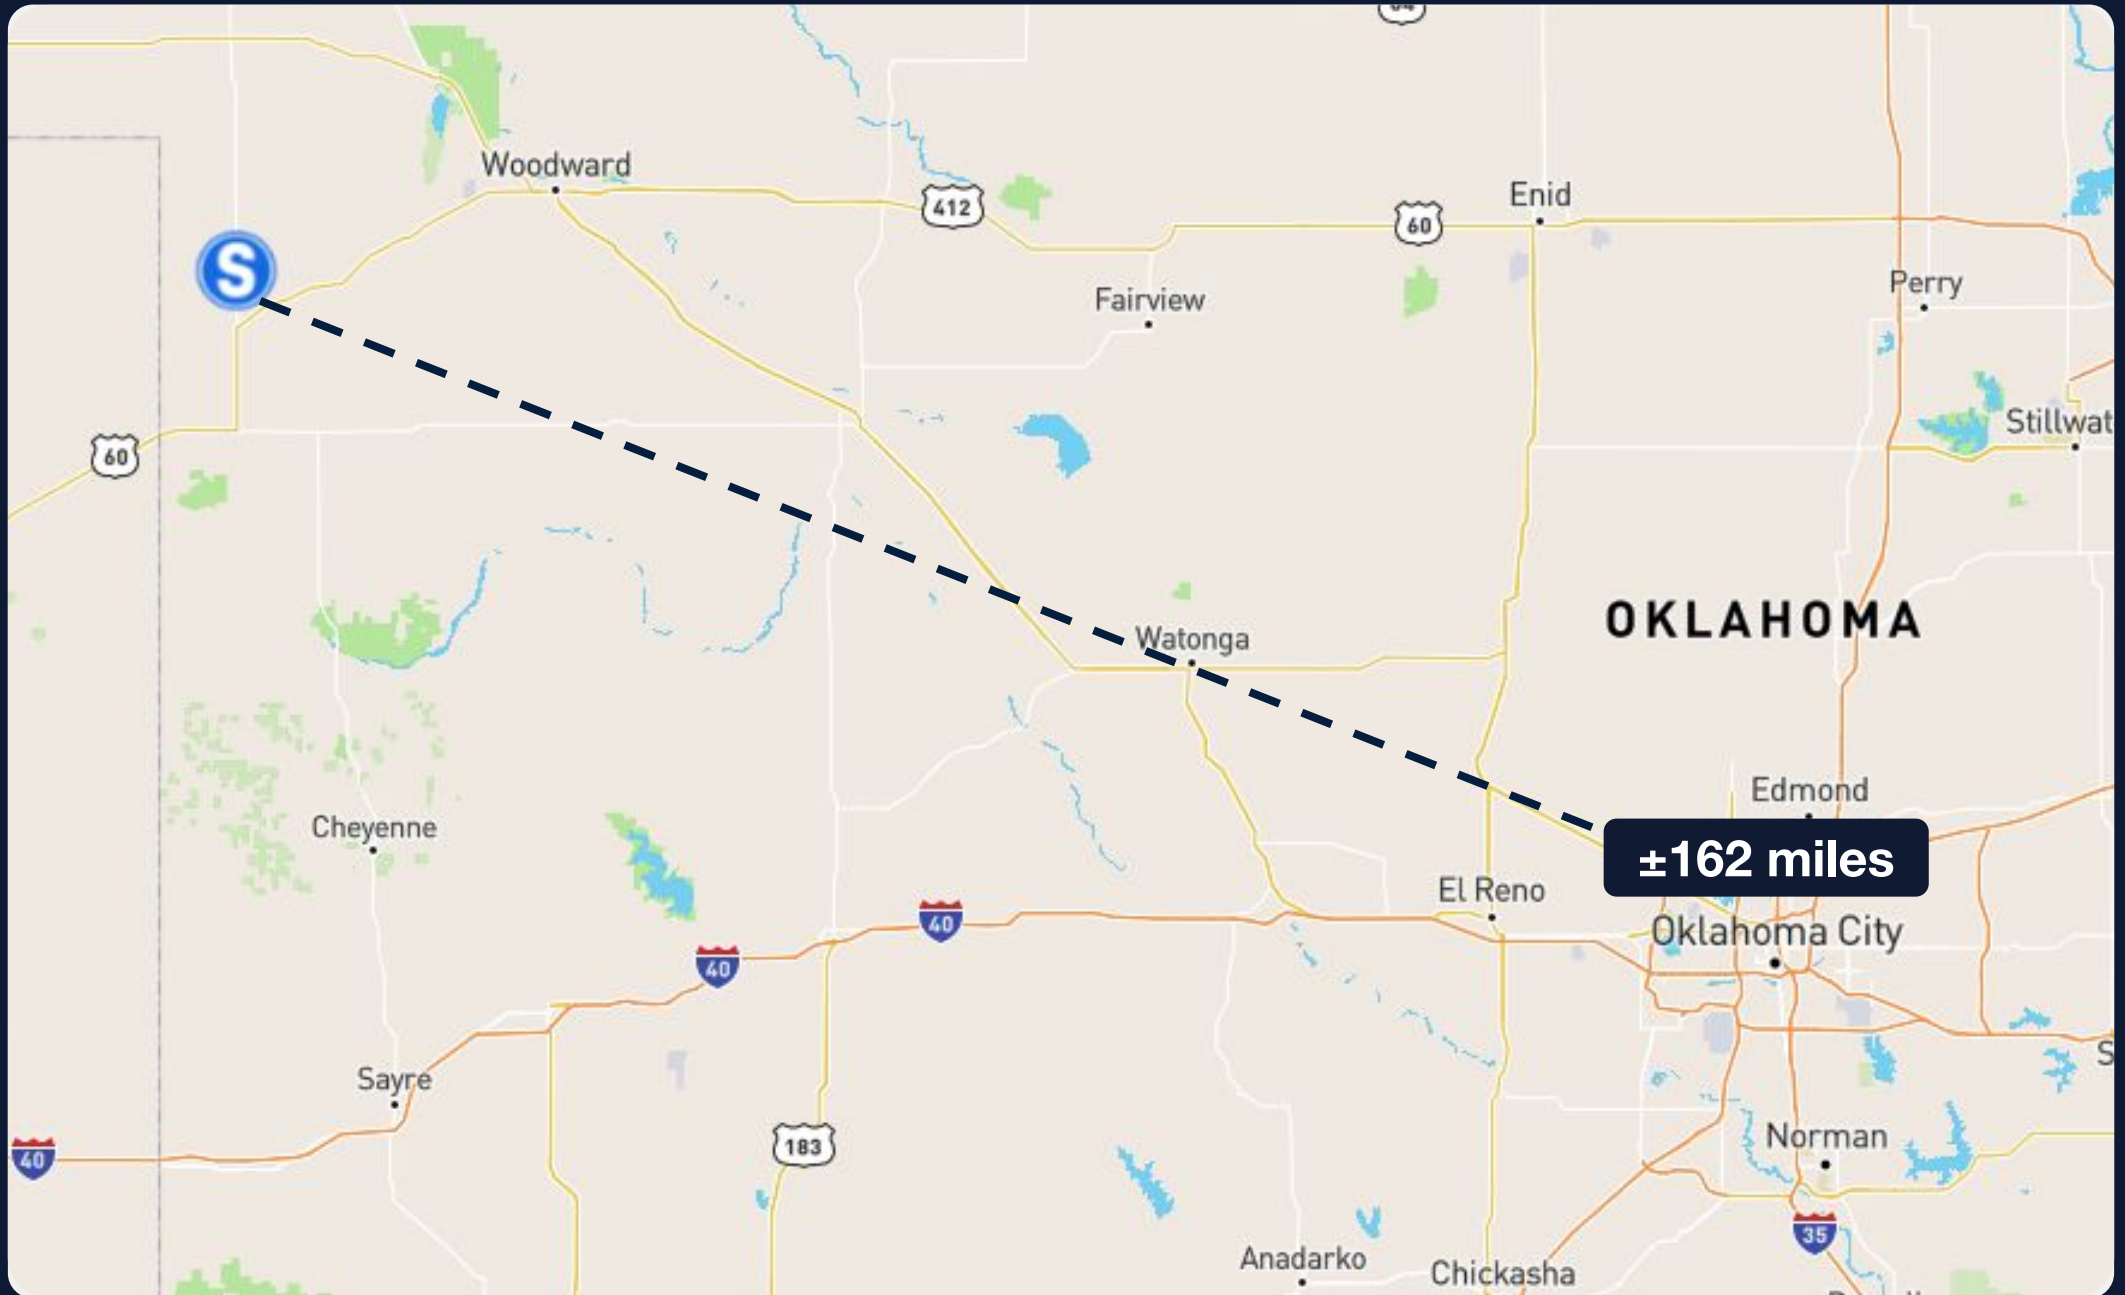 Woodward
412
60
Enid
S
Fairview
Perry
60
Stillwat
OKLAHOMA
Watonga
Edmond
Cheyenne
±162 miles
El Reno
Oklahoma City
40
40
Sayre
40
183
Norman
35
Anadarko
Chickasha